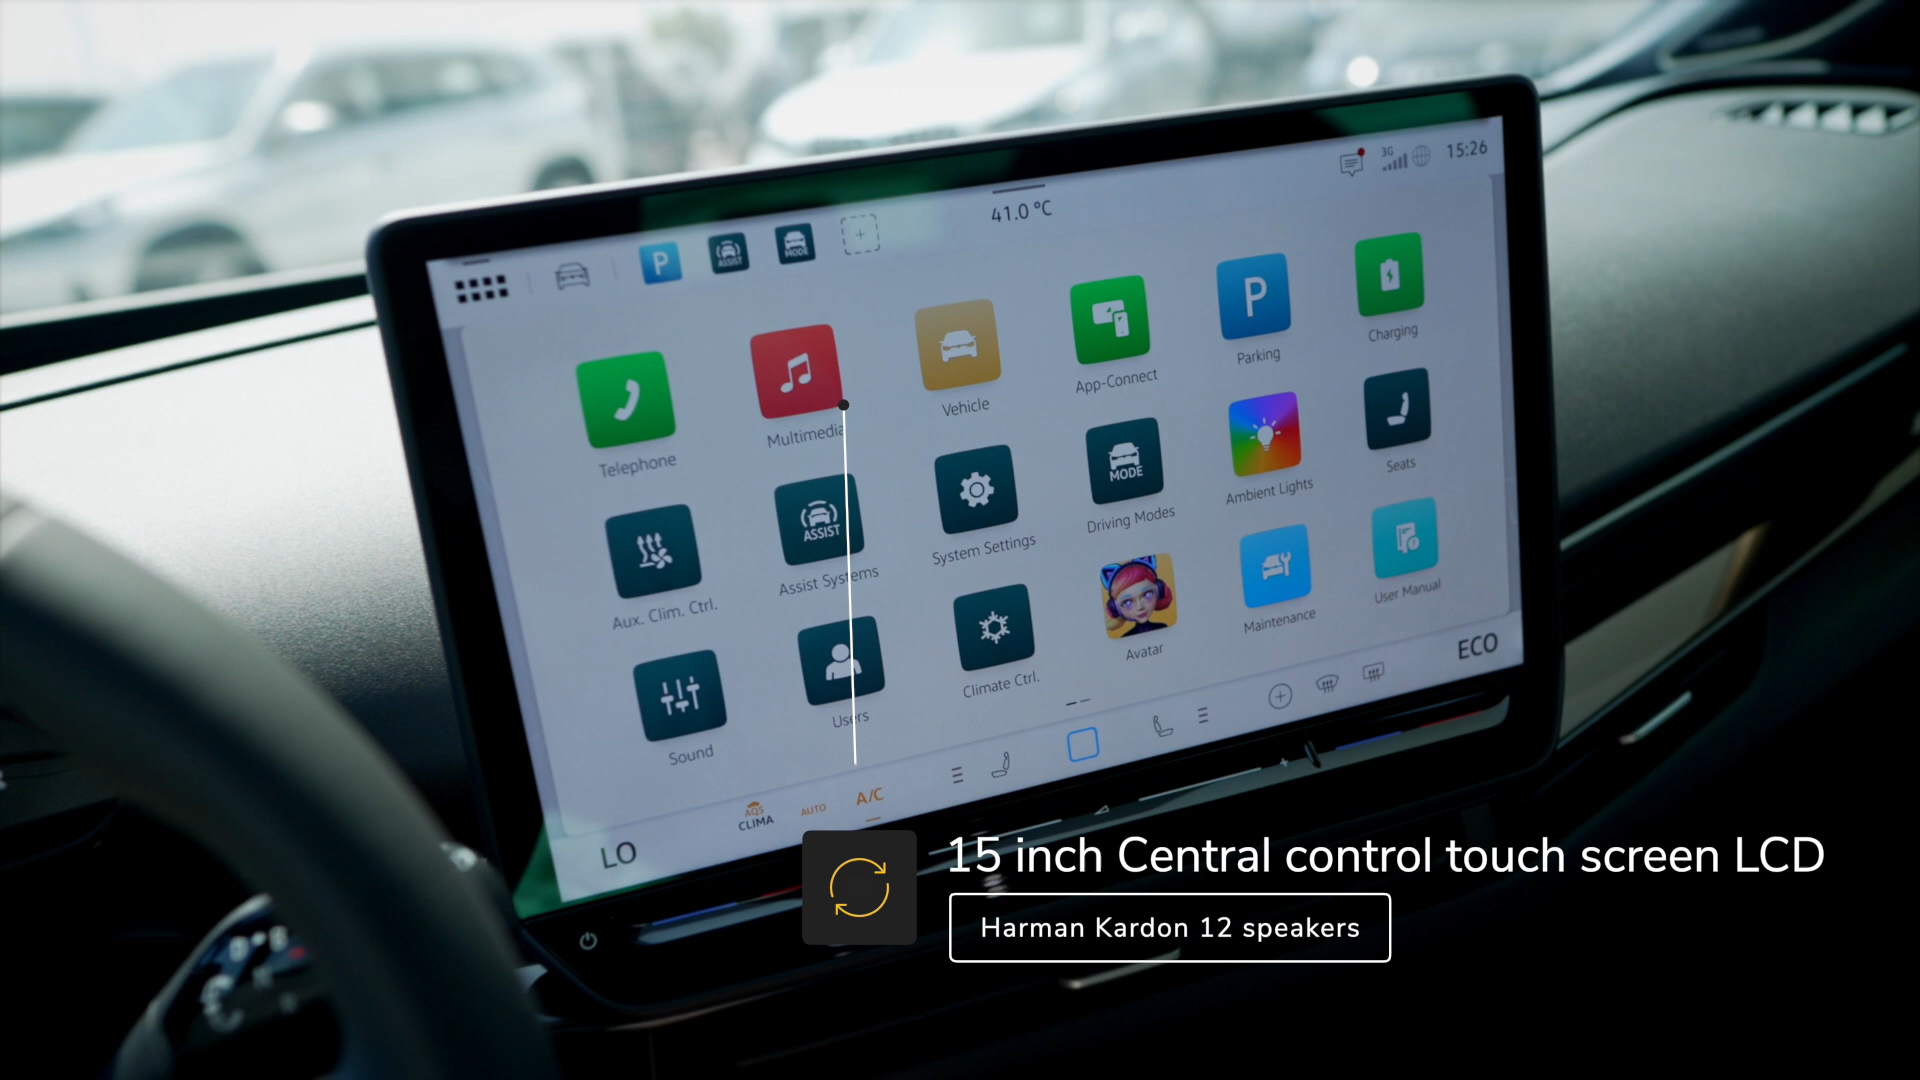 3G
15:26
41.0 °C
P
ASSIST
MODE
Telephone
Multimedia
Vehicle
App-Connect
P
Parking
Charging
Aux. Clim. Ctrl.
ASSIST
Assist Systems
System Settings
MODE
Driving Modes
Ambient Lights
Seats
Sound
Users
Climate Ctrl.
Avatar
Maintenance
User Manual
LO
AQS
CLIMA
AUTO
A/C
ECO
15 inch Central control touch screen LCD
Harman Kardon 12 speakers